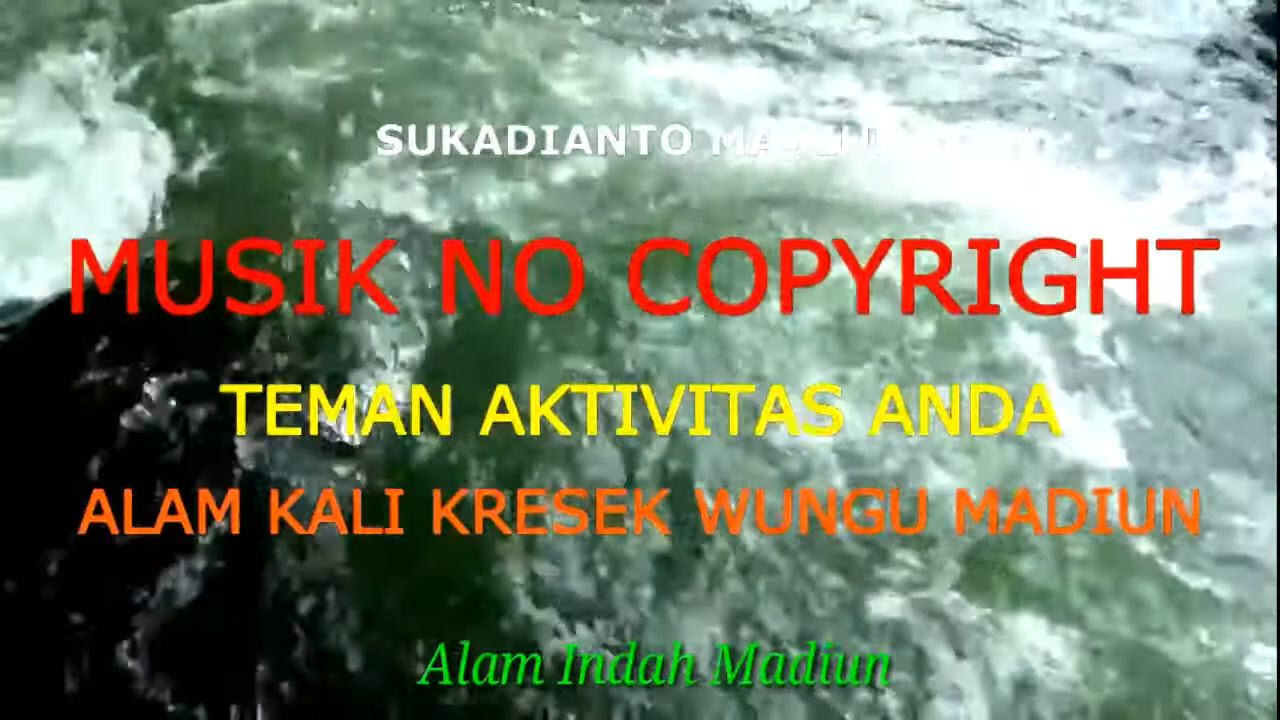 SUKADIANTO
MUSIK NO COPYRIGHT
TEMAN AKTIVITAS ANDA
ALAM KALI KRESEK WUNGU MADIUN
Alam Indah Madiun